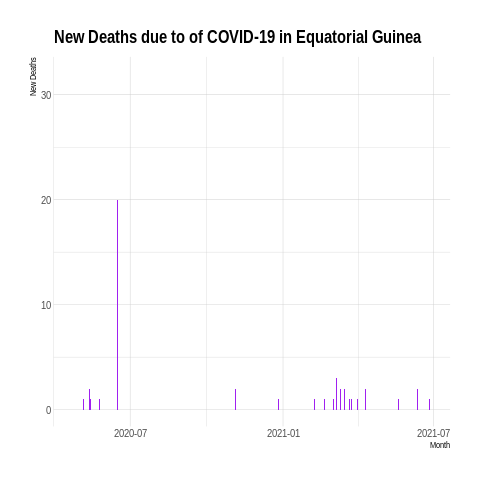 New Deaths due to of COVID-19 in Equatorial Guinea
New Deaths
30
20
10
0
2020-07
2021-01
2021-07
Month